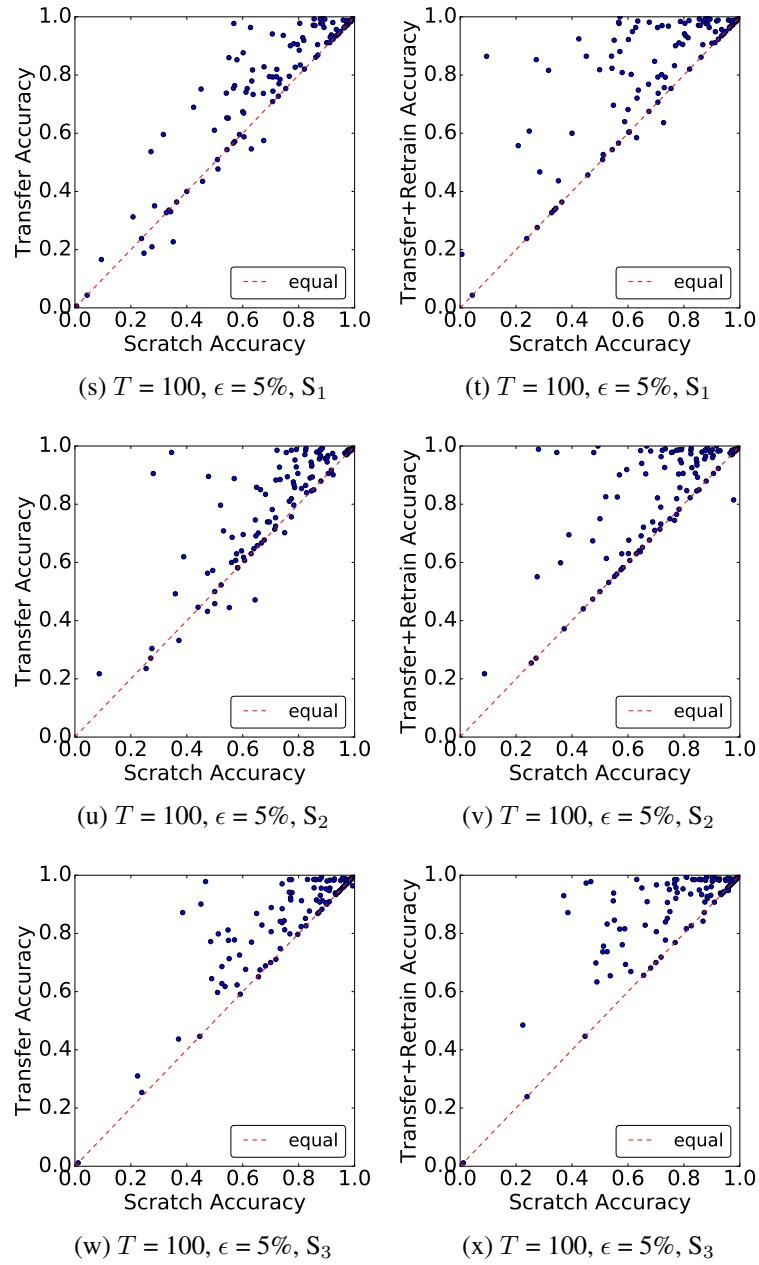 1.0
0.8
0.6
0.4
0.2
0.0
Transfer Accuracy
equal
0.0 0.2 0.4 0.6 0.8 1.0
Scratch Accuracy
(s) T = 100, ϵ = 5%, S₁
1.0
0.8
0.6
0.4
0.2
0.0
Transfer+Retrain Accuracy
equal
0.0 0.2 0.4 0.6 0.8 1.0
Scratch Accuracy
(t) T = 100, ϵ = 5%, S₁
1.0
0.8
0.6
0.4
0.2
0.0
Transfer Accuracy
equal
0.0 0.2 0.4 0.6 0.8 1.0
Scratch Accuracy
(u) T = 100, ϵ = 5%, S₂
1.0
0.8
0.6
0.4
0.2
0.0
Transfer+Retrain Accuracy
equal
0.0 0.2 0.4 0.6 0.8 1.0
Scratch Accuracy
(v) T = 100, ϵ = 5%, S₂
1.0
0.8
0.6
0.4
0.2
0.0
Transfer Accuracy
equal
0.0 0.2 0.4 0.6 0.8 1.0
Scratch Accuracy
(w) T = 100, ϵ = 5%, S₃
1.0
0.8
0.6
0.4
0.2
0.0
Transfer+Retrain Accuracy
equal
0.0 0.2 0.4 0.6 0.8 1.0
Scratch Accuracy
(x) T = 100, ϵ = 5%, S₃